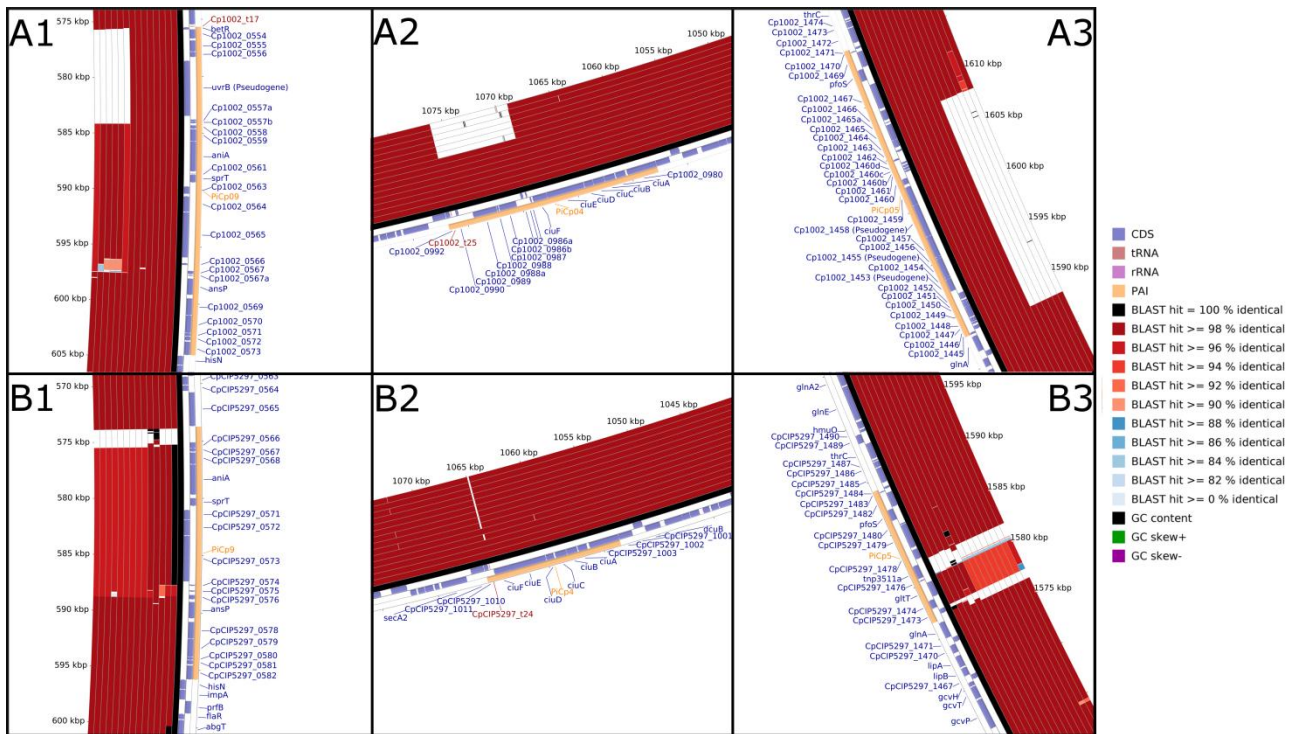 A1
575 kbp
580 kbp
585 kbp
590 kbp
595 kbp
600 kbp
605 kbp
Cp1002_t17
hetR
Cp1002_0554
Cp1002_0555
Cp1002_0556
uvrB (Pseudogene)
Cp1002_0557a
Cp1002_0557b
Cp1002_0558
Cp1002_0559
aniA
Cp1002_0561
sprT
Cp1002_0563
PiCp09
Cp1002_0564
Cp1002_0565
Cp1002_0566
Cp1002_0567
Cp1002_0567a
ansP
Cp1002_0569
Cp1002_0570
Cp1002_0571
Cp1002_0572
Cp1002_0573
hisN
A2
1050 kbp
1055 kbp
1060 kbp
1065 kbp
1070 kbp
1075 kbp
Cp1002_0980
ciuA
ciuB
ciuC
ciuD
ciuE
PiCp04
ciuF
Cp1002_0986a
Cp1002_0986b
Cp1002_0987
Cp1002_0988
Cp1002_0988a
Cp1002_0989
Cp1002_0990
Cp1002_t25
Cp1002_0992
A3
thrC
Cp1002_1474
Cp1002_1473
Cp1002_1472
Cp1002_1471
Cp1002_1470
Cp1002_1469
pfoS
Cp1002_1467
Cp1002_1466
Cp1002_1465a
Cp1002_1465
Cp1002_1464
Cp1002_1463
Cp1002_1462
Cp1002_1460d
Cp1002_1460c
Cp1002_1460b
Cp1002_1461
Cp1002_1460
PiCp05
Cp1002_1459
Cp1002_1458 (Pseudogene)
Cp1002_1457
Cp1002_1456
Cp1002_1455 (Pseudogene)
Cp1002_1454
Cp1002_1453 (Pseudogene)
Cp1002_1452
Cp1002_1451
Cp1002_1450
Cp1002_1449
Cp1002_1448
Cp1002_1447
Cp1002_1446
Cp1002_1445
glnA
1610 kbp
1605 kbp
1600 kbp
1595 kbp
1590 kbp
B1
570 kbp
575 kbp
580 kbp
585 kbp
590 kbp
595 kbp
600 kbp
CpCIP5297_0563
CpCIP5297_0564
CpCIP5297_0565
CpCIP5297_0566
CpCIP5297_0567
CpCIP5297_0568
aniA
sprT
CpCIP5297_0571
CpCIP5297_0572
PiCp9
CpCIP5297_0573
CpCIP5297_0574
CpCIP5297_0575
CpCIP5297_0576
ansP
CpCIP5297_0578
CpCIP5297_0579
CpCIP5297_0580
CpCIP5297_0581
CpCIP5297_0582
hisN
impA
prfB
flaR
abgT
B2
1045 kbp
1050 kbp
1055 kbp
1060 kbp
1065 kbp
1070 kbp
dcuB
CpCIP5297_1001
CpCIP5297_1002
CpCIP5297_1003
ciuA
ciuB
ciuC
PiCp4
ciuD
ciuE
ciuF
CpCIP5297_t24
CpCIP5297_1010
CpCIP5297_1011
secA2
B3
glnA2
glnE
hmuO
CpCIP5297_1490
CpCIP5297_1489
thrC
CpCIP5297_1487
CpCIP5297_1486
CpCIP5297_1485
CpCIP5297_1484
CpCIP5297_1483
CpCIP5297_1482
pfoS
CpCIP5297_1480
CpCIP5297_1479
PiCp5
CpCIP5297_1478
tnp3511a
CpCIP5297_1476
gltT
CpCIP5297_1474
CpCIP5297_1473
glnA
CpCIP5297_1471
CpCIP5297_1470
lipA
lipB
CpCIP5297_1467
gcvH
gcvT
gcvP
1595 kbp
1590 kbp
1585 kbp
1580 kbp
1575 kbp
CDS
tRNA
rRNA
PAI
BLAST hit = 100 % identical
BLAST hit >= 98 % identical
BLAST hit >= 96 % identical
BLAST hit >= 94 % identical
BLAST hit >= 92 % identical
BLAST hit >= 90 % identical
BLAST hit >= 88 % identical
BLAST hit >= 86 % identical
BLAST hit >= 84 % identical
BLAST hit >= 82 % identical
BLAST hit >= 0 % identical
GC content
GC skew+
GC skew-